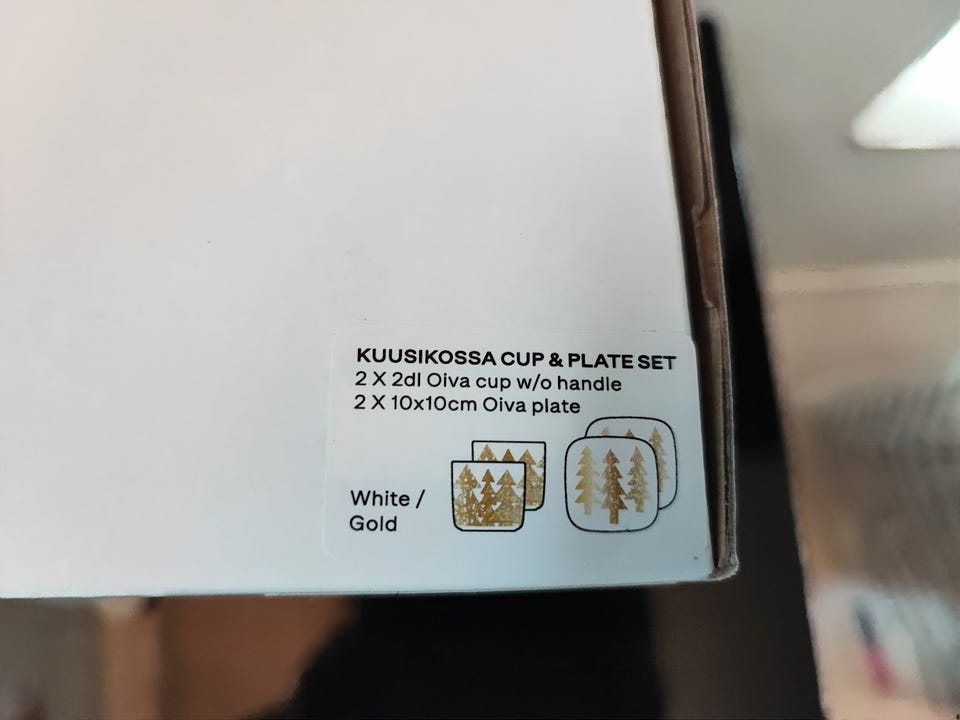 KUUSIKOSSA CUP & PLATE SET
2 X 2dl Oiva cup w/o handle
2 X 10x10cm Oiva plate
White /
Gold